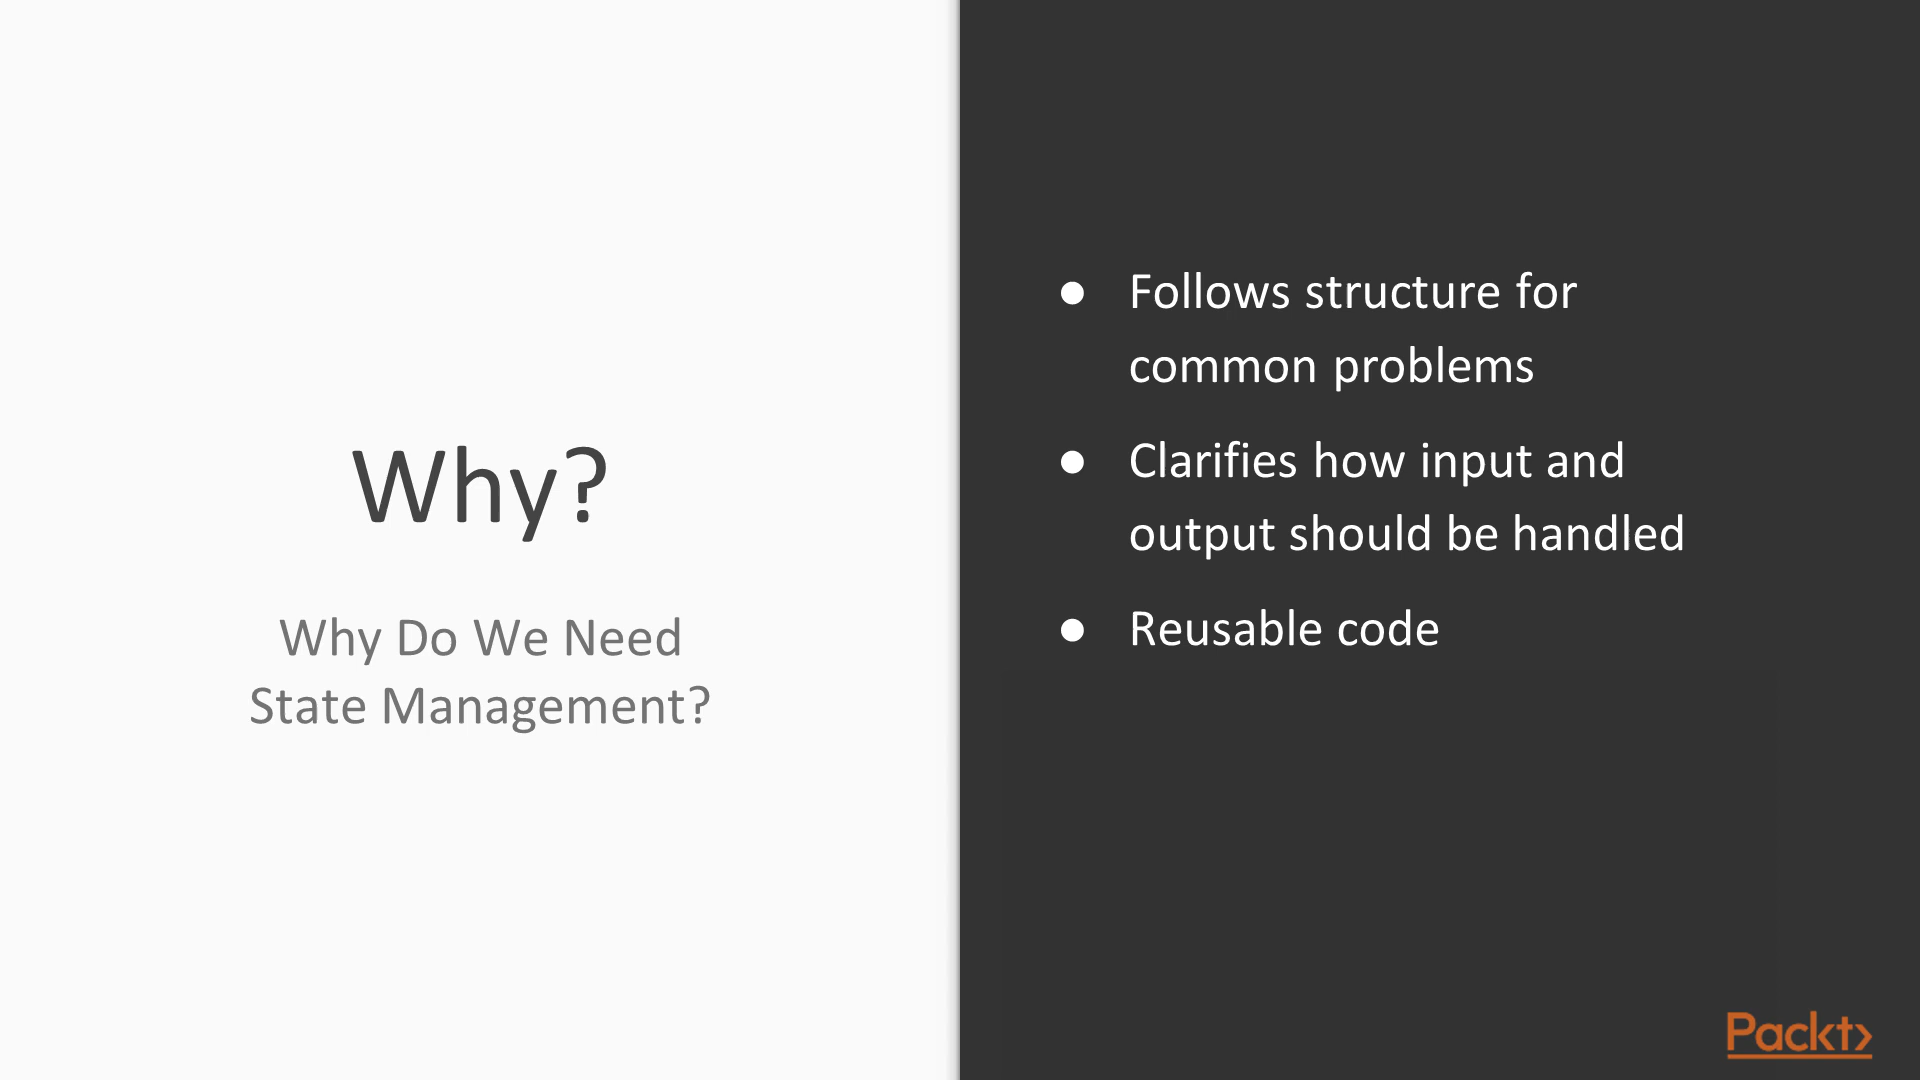 Why?
Why Do We Need
State Management?
● Follows structure for
common problems
● Clarifies how input and
output should be handled
● Reusable code
Packt>